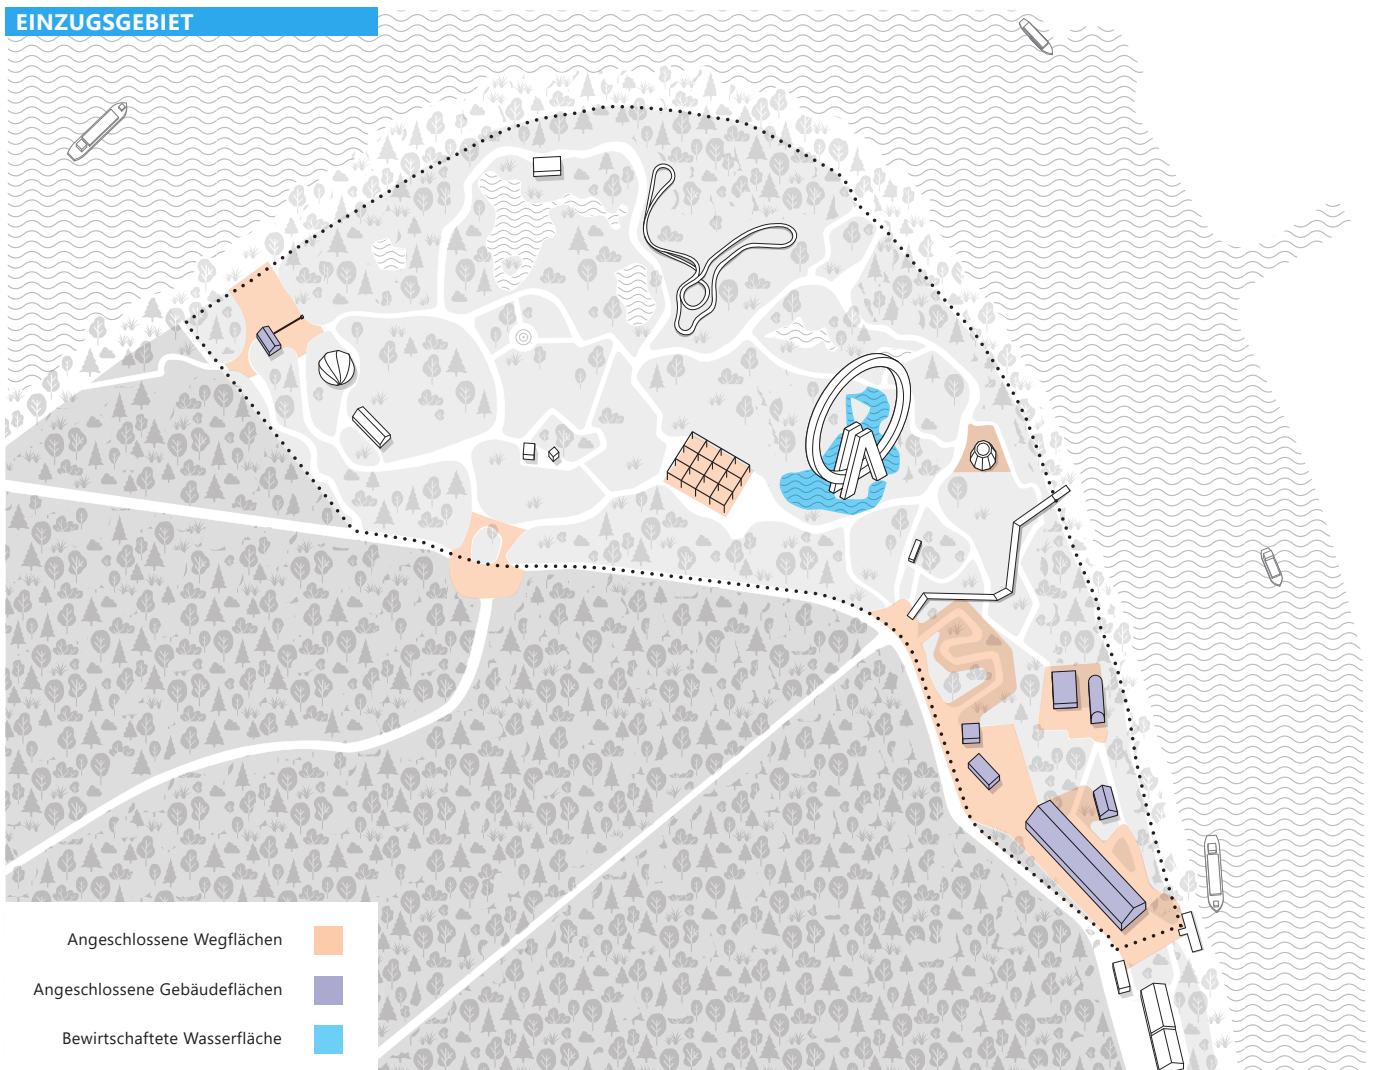 EINZUGSGEBIET
Angeschlossene Wegflächen
Angeschlossene Gebäudeflächen
Bewirtschaftete Wasserfläche